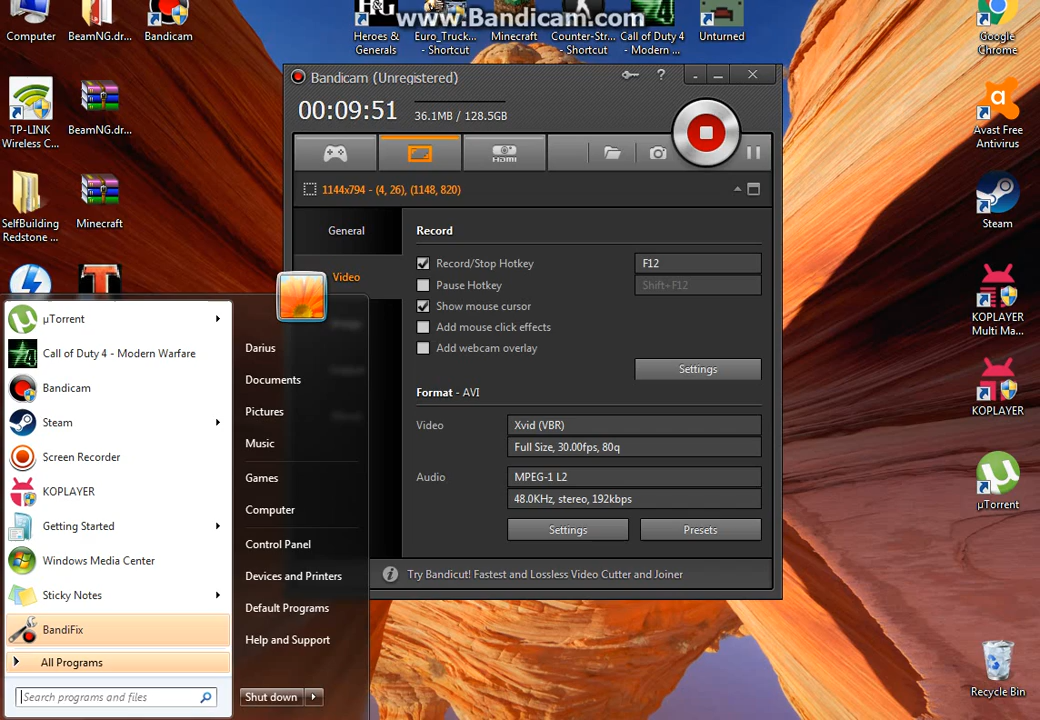 www.Bandicam.com
Computer
BeamNG.dr...
Bandicam
Heroes &
Generals
Euro_Truck...
- Shortcut
Minecraft
Counter-Str...
- Shortcut
Call of Duty 4
- Modern ...
Unturned
Google
Chrome
TP-LINK
Wireless C...
BeamNG.dr...
SelfBuilding
Redstone ...
Minecraft
Avast Free
Antivirus
Steam
KOPLAYER
Multi Ma...
KOPLAYER
µTorrent
Recycle Bin
Bandicam (Unregistered)
00:09:51
36.1MB / 128.5GB
HDMI
1144x794 - (4, 26), (1148, 820)
General
Video
Record
Record/Stop Hotkey
F12
Pause Hotkey
Shift+F12
Show mouse cursor
Add mouse click effects
Add webcam overlay
Settings
Format - AVI
Video
Xvid (VBR)
Full Size, 30.00fps, 80q
Audio
MPEG-1 L2
48.0KHz, stereo, 192kbps
Settings
Presets
Try Bandicut! Fastest and Lossless Video Cutter and Joiner
µTorrent
Call of Duty 4 - Modern Warfare
Bandicam
Steam
Screen Recorder
KOPLAYER
Getting Started
Windows Media Center
Sticky Notes
BandiFix
All Programs
Search programs and files
Darius
Documents
Pictures
Music
Games
Computer
Control Panel
Devices and Printers
Default Programs
Help and Support
Shut down